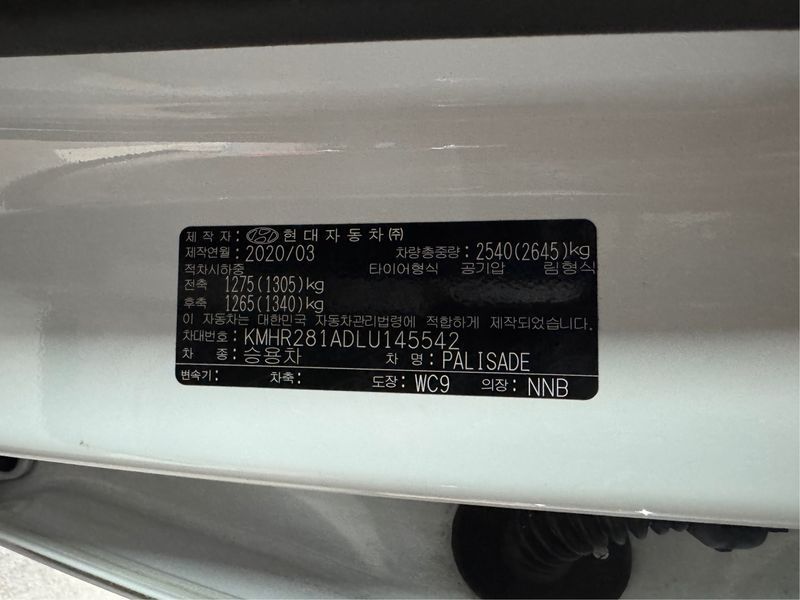 제 작 자 : 현대자동차(주)
제작연월 : 2020/03 차량총중량 : 2540(2645)kg
적차시하중 타이어형식 공기압 림형식
전축 1275(1305)kg
후축 1265(1340)kg
이 자동차는 대한민국 자동차관리법령에 적합하게 제작되었습니다.
차대번호 : KMHR281ADLU145542
차 종 : 승용차 차 명 : PALISADE
변속기 : 차축 : 도장 : WC9 의장 : NNB